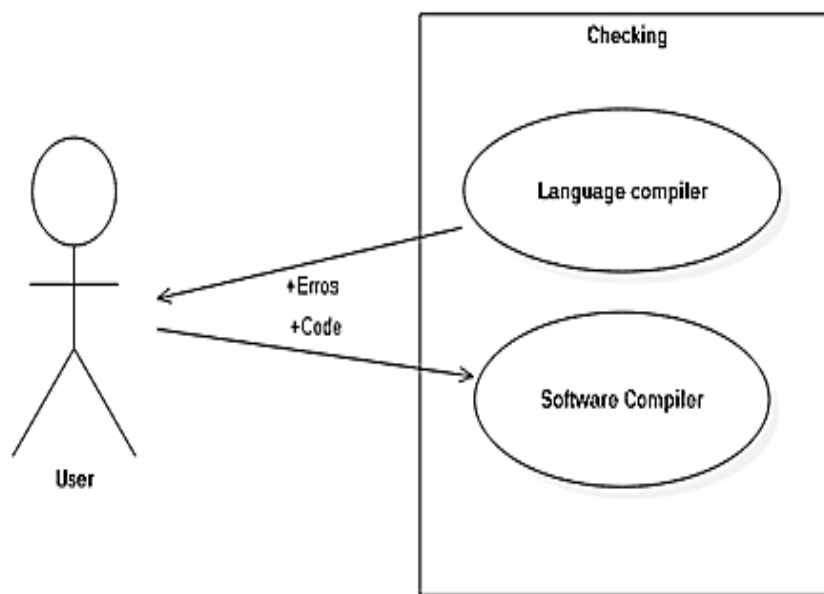 Checking
Language compiler
+Erros
+Code
Software Compiler
User